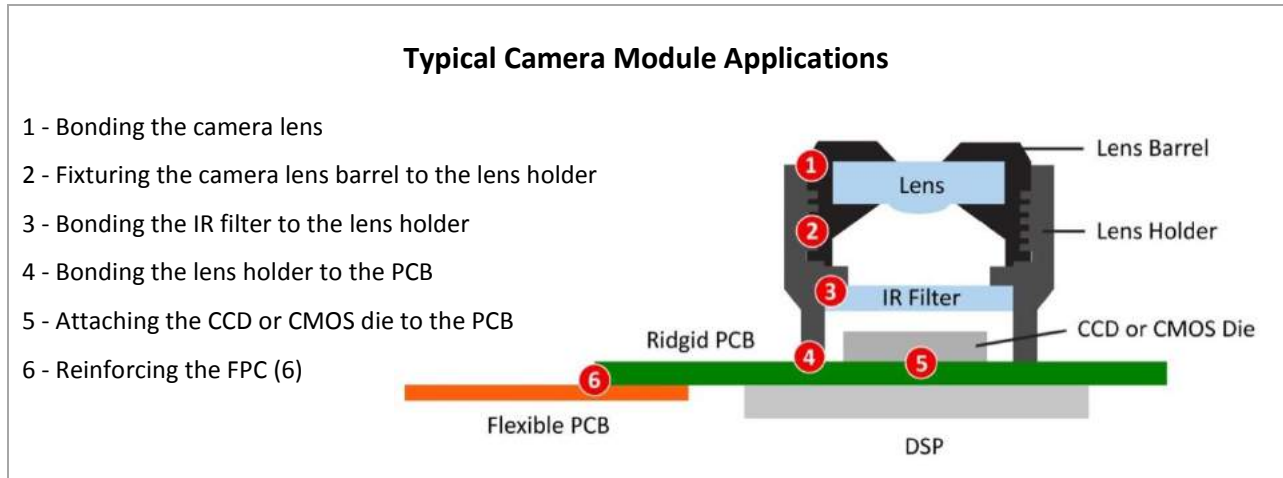 Typical Camera Module Applications
1 - Bonding the camera lens
2 - Fixturing the camera lens barrel to the lens holder
3 - Bonding the IR filter to the lens holder
4 - Bonding the lens holder to the PCB
5 - Attaching the CCD or CMOS die to the PCB
6 - Reinforcing the FPC (6)
1
Lens Barrel
Lens
2
Lens Holder
3
IR Filter
CCD or CMOS Die
Ridgid PCB
4
5
6
Flexible PCB
DSP